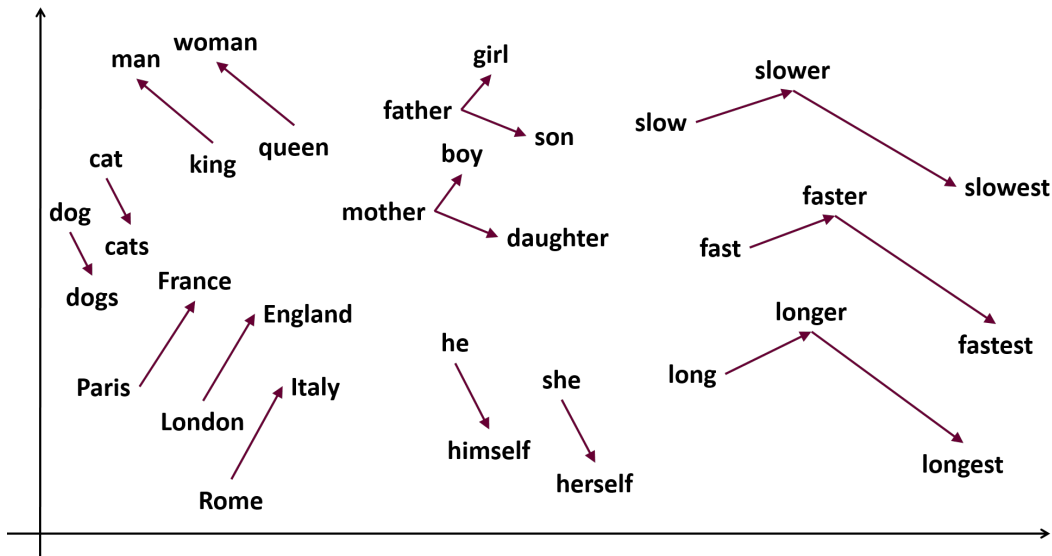 man
woman
king
queen
cat
cats
dog
dogs
France
Paris
England
London
Italy
Rome
girl
father
son
boy
mother
daughter
he
himself
she
herself
slower
slow
slowest
faster
fast
fastest
longer
long
longest